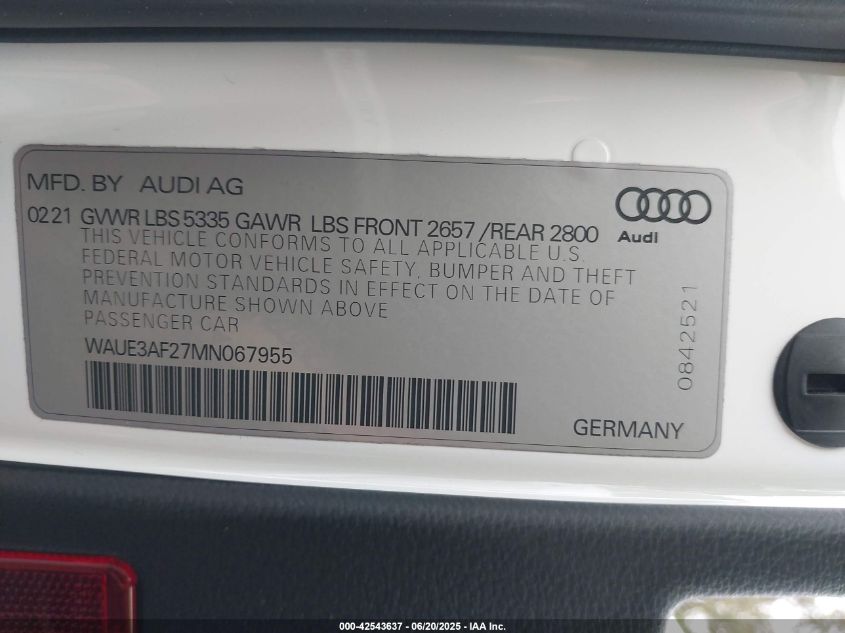 MFD. BY AUDI AG
0221 GVWR LBS 5335 GAWR LBS FRONT 2657 /REAR 2800
THIS VEHICLE CONFORMS TO ALL APPLICABLE U.S.
FEDERAL MOTOR VEHICLE SAFETY, BUMPER AND THEFT
PREVENTION STANDARDS IN EFFECT ON THE DATE OF
MANUFACTURE SHOWN ABOVE
PASSENGER CAR
WAUE3AF27MN067955
GERMANY
Audi
0842521
000-42543637 - 06/20/2025 - IAA Inc.